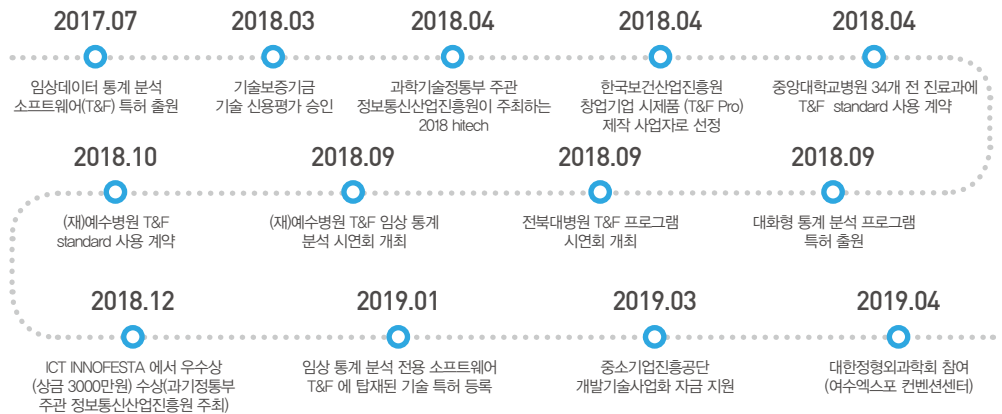 2017.07
임상데이터 통계 분석
소프트웨어(T&F) 특허 출원
2018.03
기술보증기금
기술 신용평가 승인
2018.04
과학기술정통부 주관
정보통신산업진흥원이 주최하는
2018 hitech
2018.04
한국보건산업진흥원
창업기업 시제품 (T&F Pro)
제작 사업자로 선정
2018.04
중앙대학교병원 34개 전 진료과에
T&F standard 사용 계약
2018.09
대화형 통계 분석 프로그램
특허 출원
2018.09
전북대병원 T&F 프로그램
시연회 개최
2018.09
(재)예수병원 T&F 임상 통계
분석 시연회 개최
2018.10
(재)예수병원 T&F
standard 사용 계약
2018.12
ICT INNOFESTA 에서 우수상
(상금 3000만원) 수상(과기정통부
주관 정보통신산업진흥원 주최)
2019.01
임상 통계 분석 전용 소프트웨어
T&F 에 탑재된 기술 특허 등록
2019.03
중소기업진흥공단
개발기술사업화 자금 지원
2019.04
대한정형외과학회 참여
(여수엑스포 컨벤션센터)